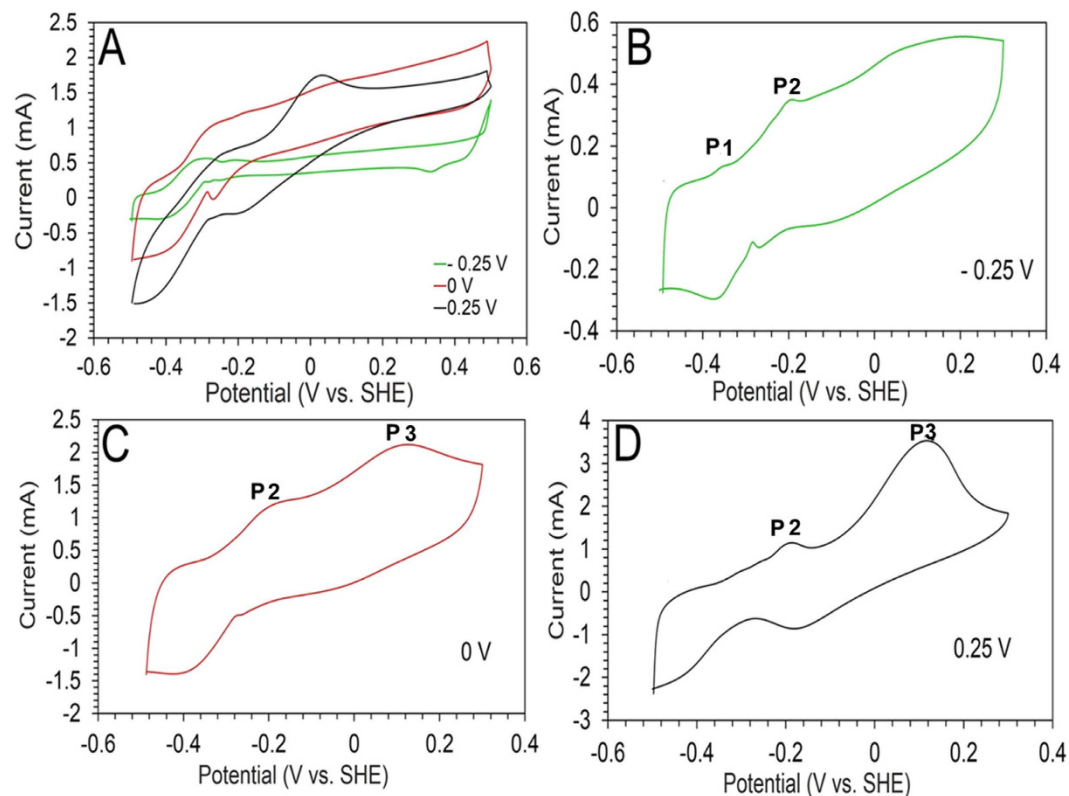 A
2.5
2
1.5
1
0.5
0
-0.5
-1
-1.5
-2
Current (mA)
- 0.25 V
0 V
0.25 V
-0.6 -0.4 -0.2 0 0.2 0.4 0.6
Potential (V vs. SHE)
B
0.6
0.4
0.2
0
-0.2
-0.4
Current (mA)
P1
P2
- 0.25 V
-0.6 -0.4 -0.2 0 0.2 0.4
Potential (V vs. SHE)
C
2.5
2
1.5
1
0.5
0
-0.5
-1
-1.5
-2
Current (mA)
P2
P3
0 V
-0.6 -0.4 -0.2 0 0.2 0.4
Potential (V vs. SHE)
D
4
3
2
1
0
-1
-2
-3
Current (mA)
P2
P3
0.25 V
-0.6 -0.4 -0.2 0 0.2 0.4
Potential (V vs. SHE)